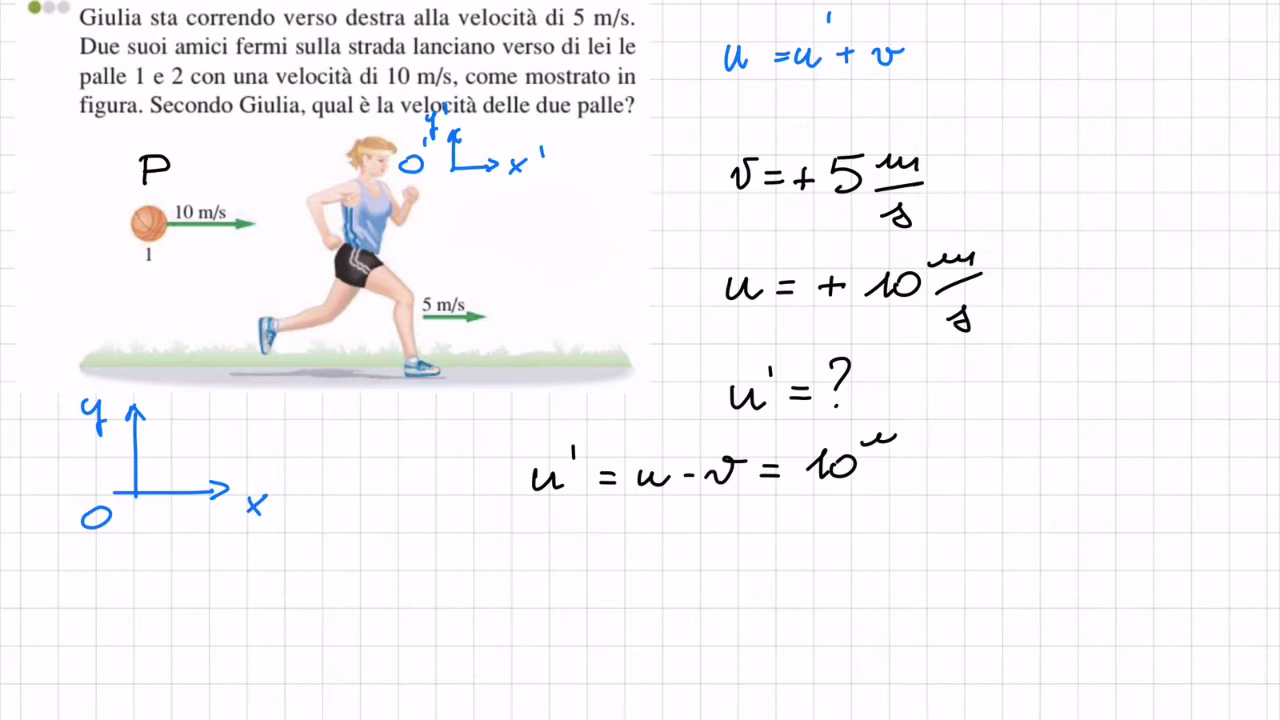 Giulia sta correndo verso destra alla velocità di 5 m/s.
Due suoi amici fermi sulla strada lanciano verso di lei le
palle 1 e 2 con una velocità di 10 m/s, come mostrato in
figura. Secondo Giulia, qual è la velocità delle due palle?
u = u' + v
y'
O'
x'
P
10 m/s
1
5 m/s
v = + 5 m/s
u = + 10 m/s
u' = ?
u' = u - v = 10
y
O
x